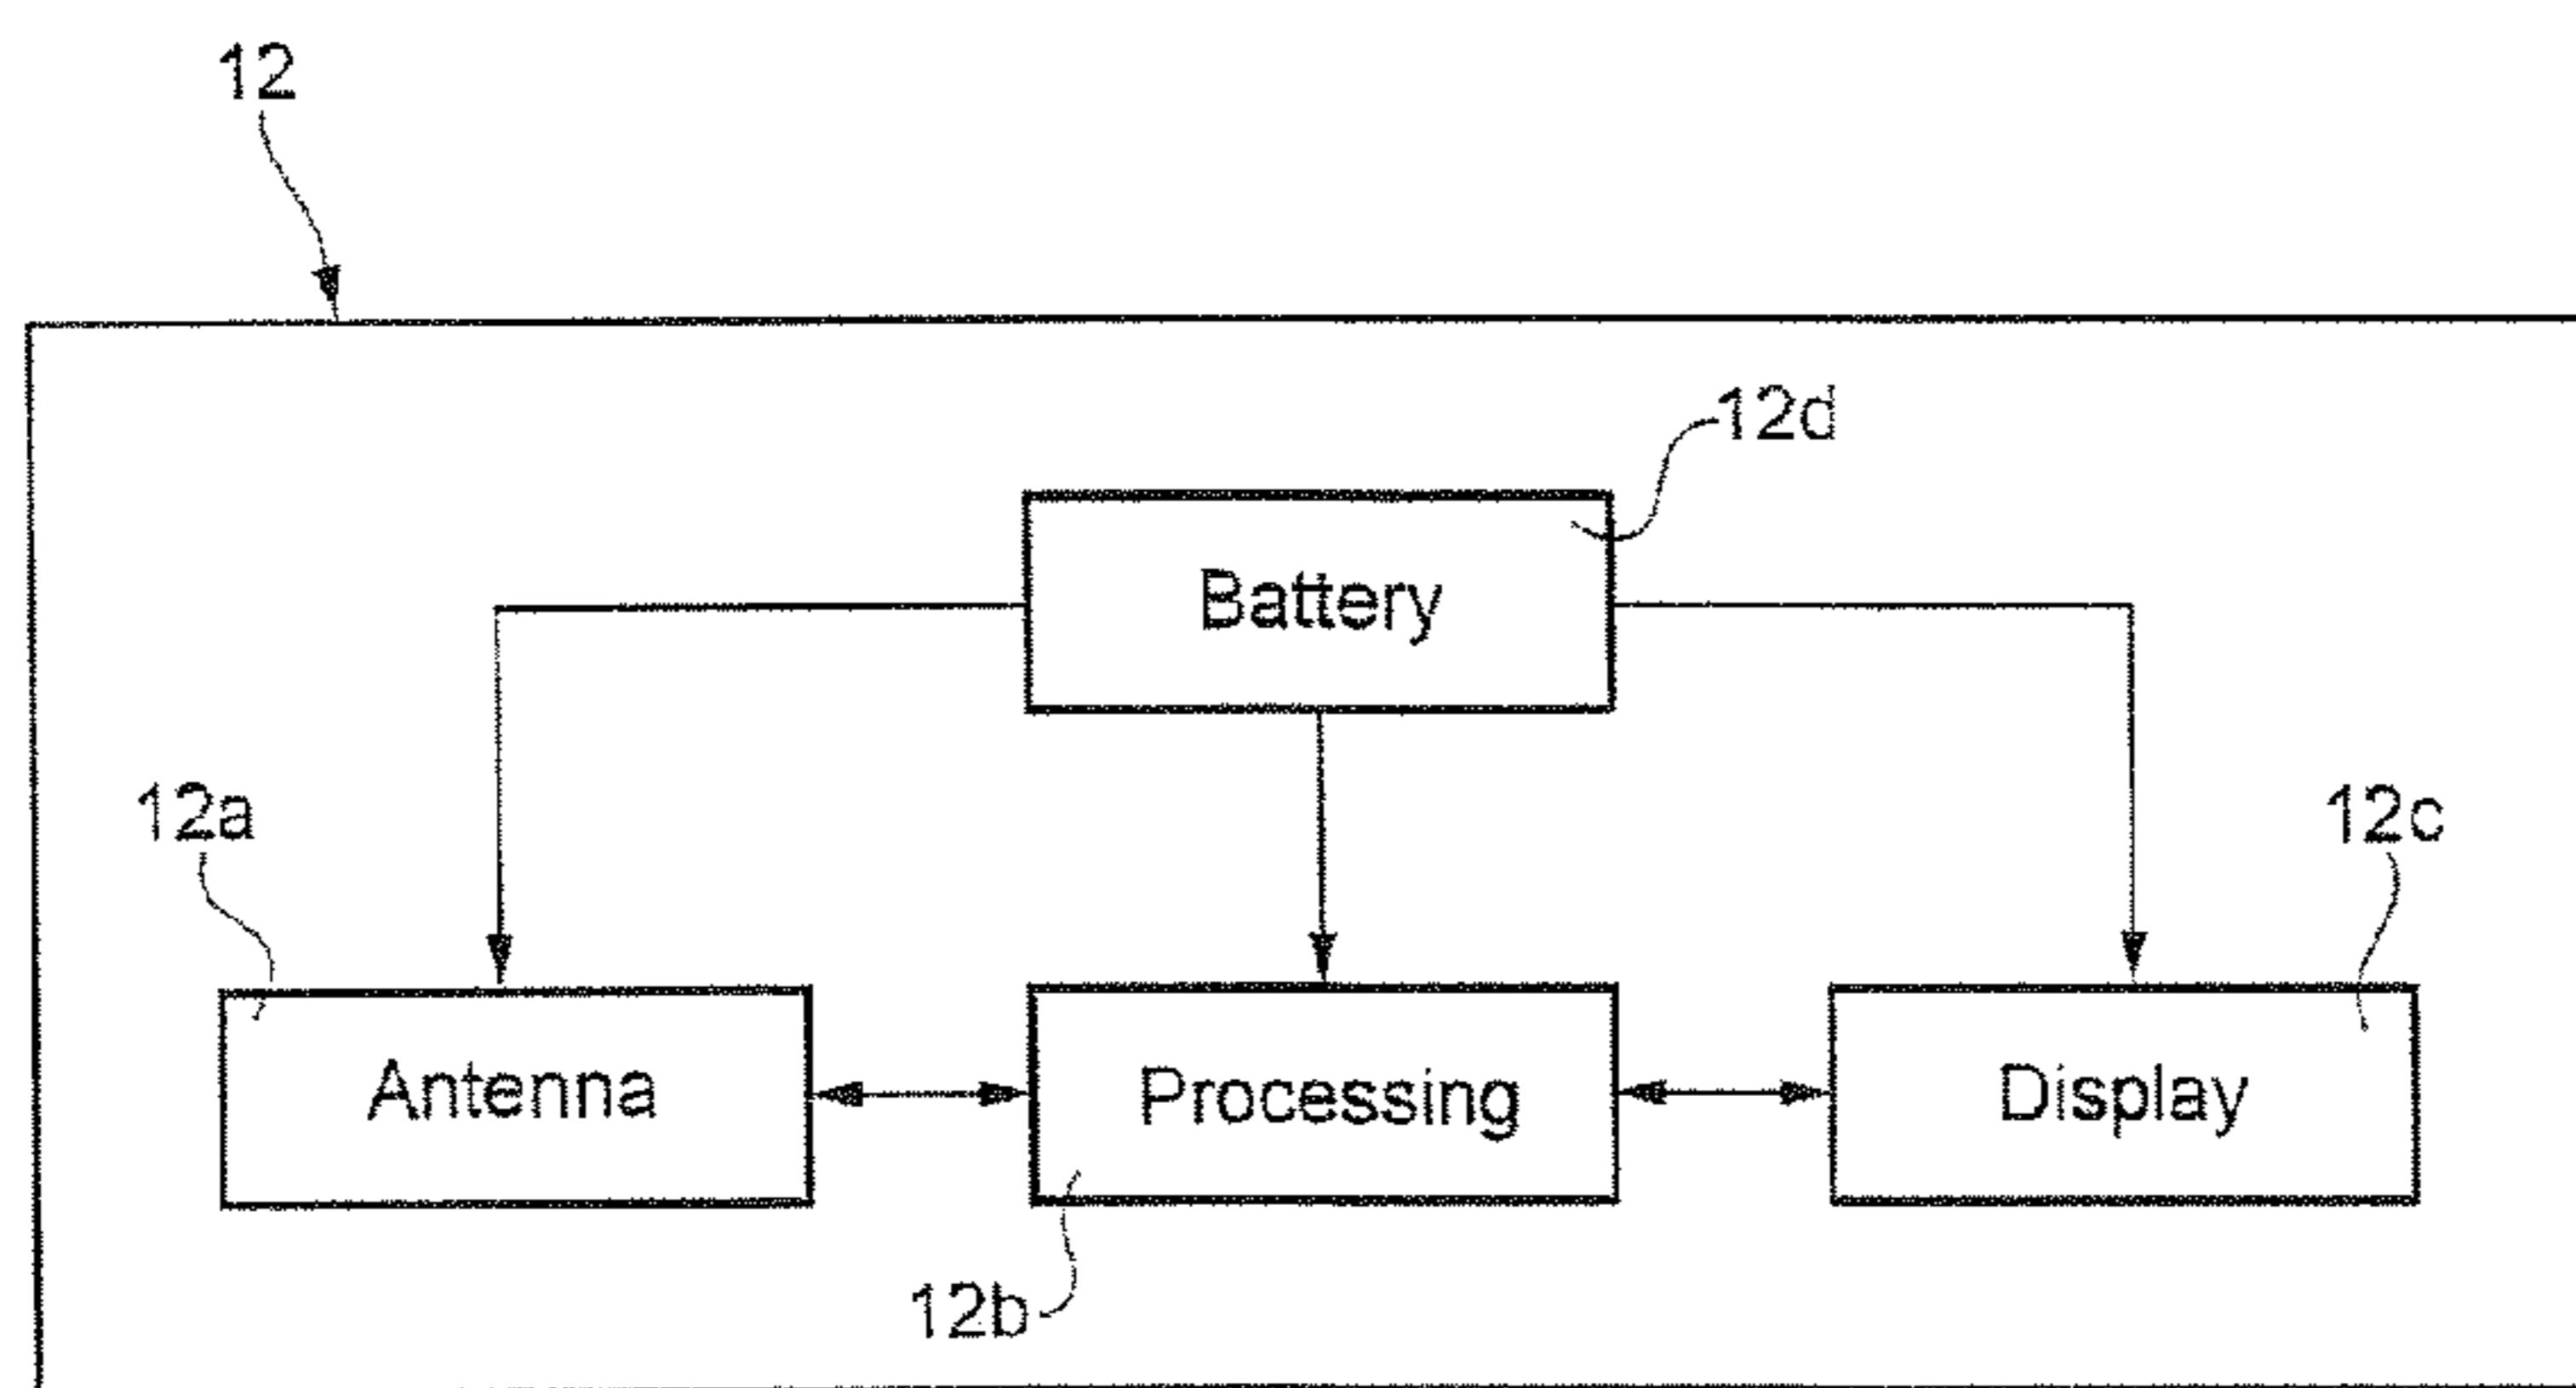 12
12d
Battery
12a
12c
Antenna
Processing
Display
12b